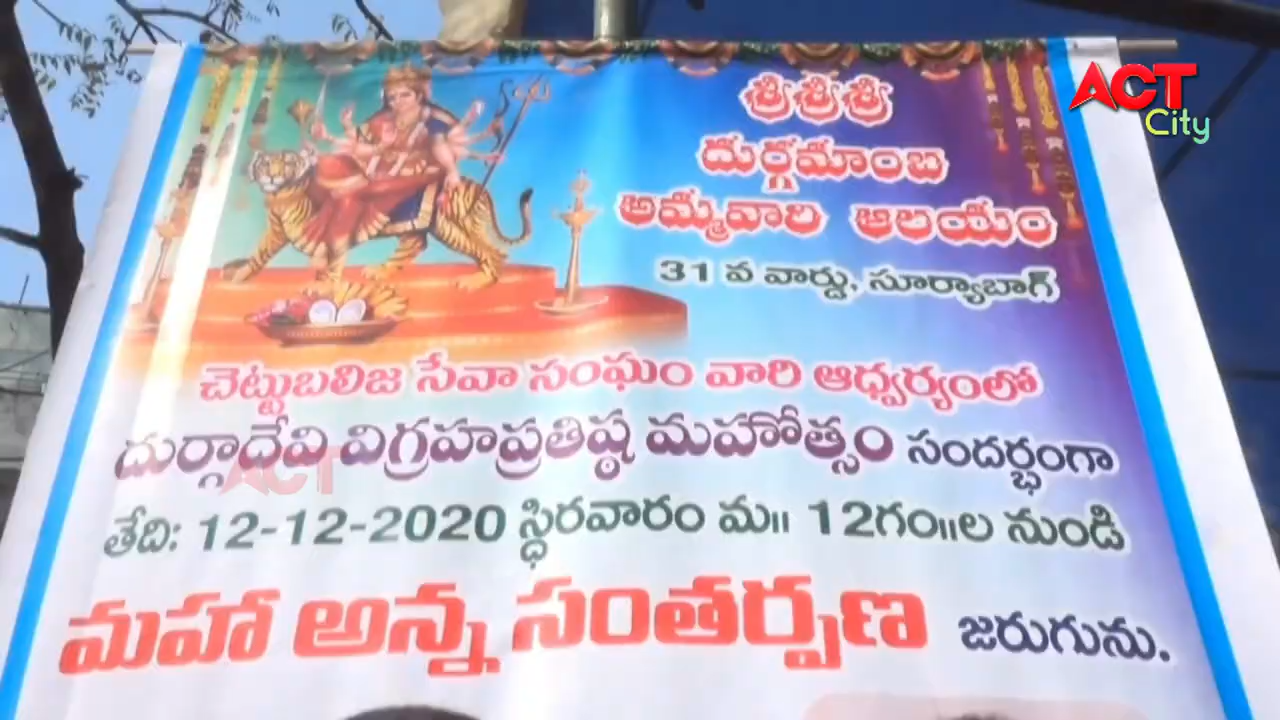 ACT
City
శ్రీశ్రీశ్రీ
దుర్గమాంబ
అమ్మవారి ఆలయం
31 వ వార్డు, సూర్యాబాగ్
చెట్టుబలిజ సేవా సంఘం వారి ఆధ్వర్యంలో
దుర్గాదేవి విగ్రహప్రతిష్ఠ మహోత్సం సందర్భంగా
ACT
తేది: 12-12-2020 స్థిరవారం మ॥ 12గం॥ల నుండి
మహా అన్న సంతర్పణ జరుగును.